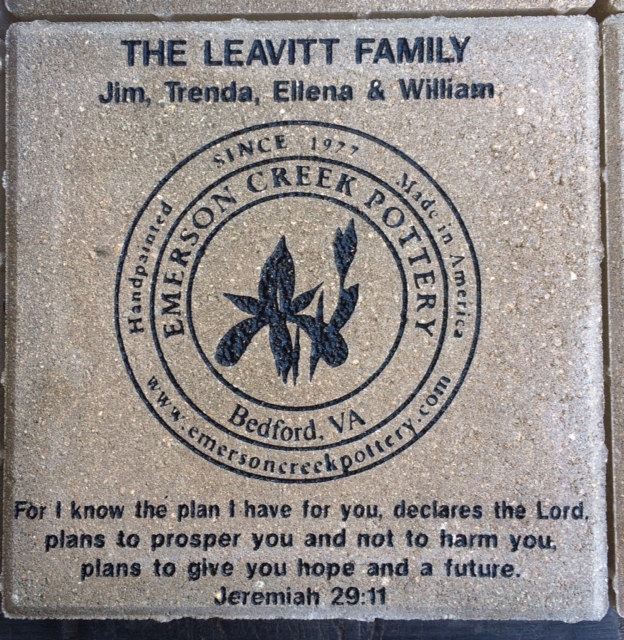 THE LEAVITT FAMILY
Jim, Trenda, Ellena & William
SINCE 1977
Handpainted
Made in America
EMERSON CREEK POTTERY
Bedford, VA
www.emersoncreekpottery.com
For I know the plan I have for you, declares the Lord,
plans to prosper you and not to harm you,
plans to give you hope and a future.
Jeremiah 29:11